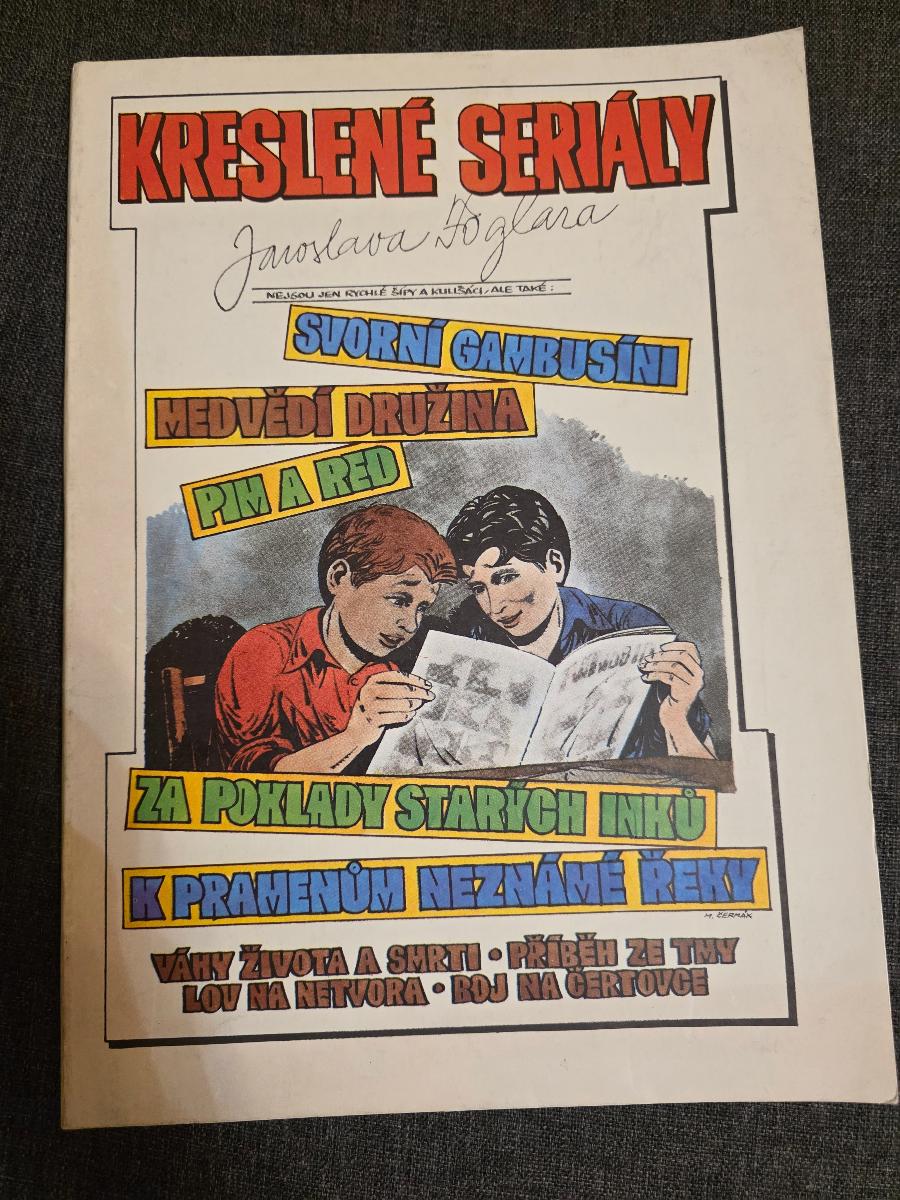 KRESLENÉ SERIÁLY
Jaroslava Foglara
NEJSOU JEN RYCHLÉ ŠÍPY A KULIŠÁCI, ALE TAKÉ:
SVORNÍ GAMBUSÍNI
MEDVĚDÍ DRUŽINA
PIM A RED
ZA POKLADY STARÝCH INKŮ
K PRAMENŮM NEZNÁMÉ ŘEKY
M. ČERMÁK
VÁHY ŽIVOTA A SMRTI • PŘÍBĚH ZE TMY
LOV NA NETVORA • BOJ NA ČERTOVCE